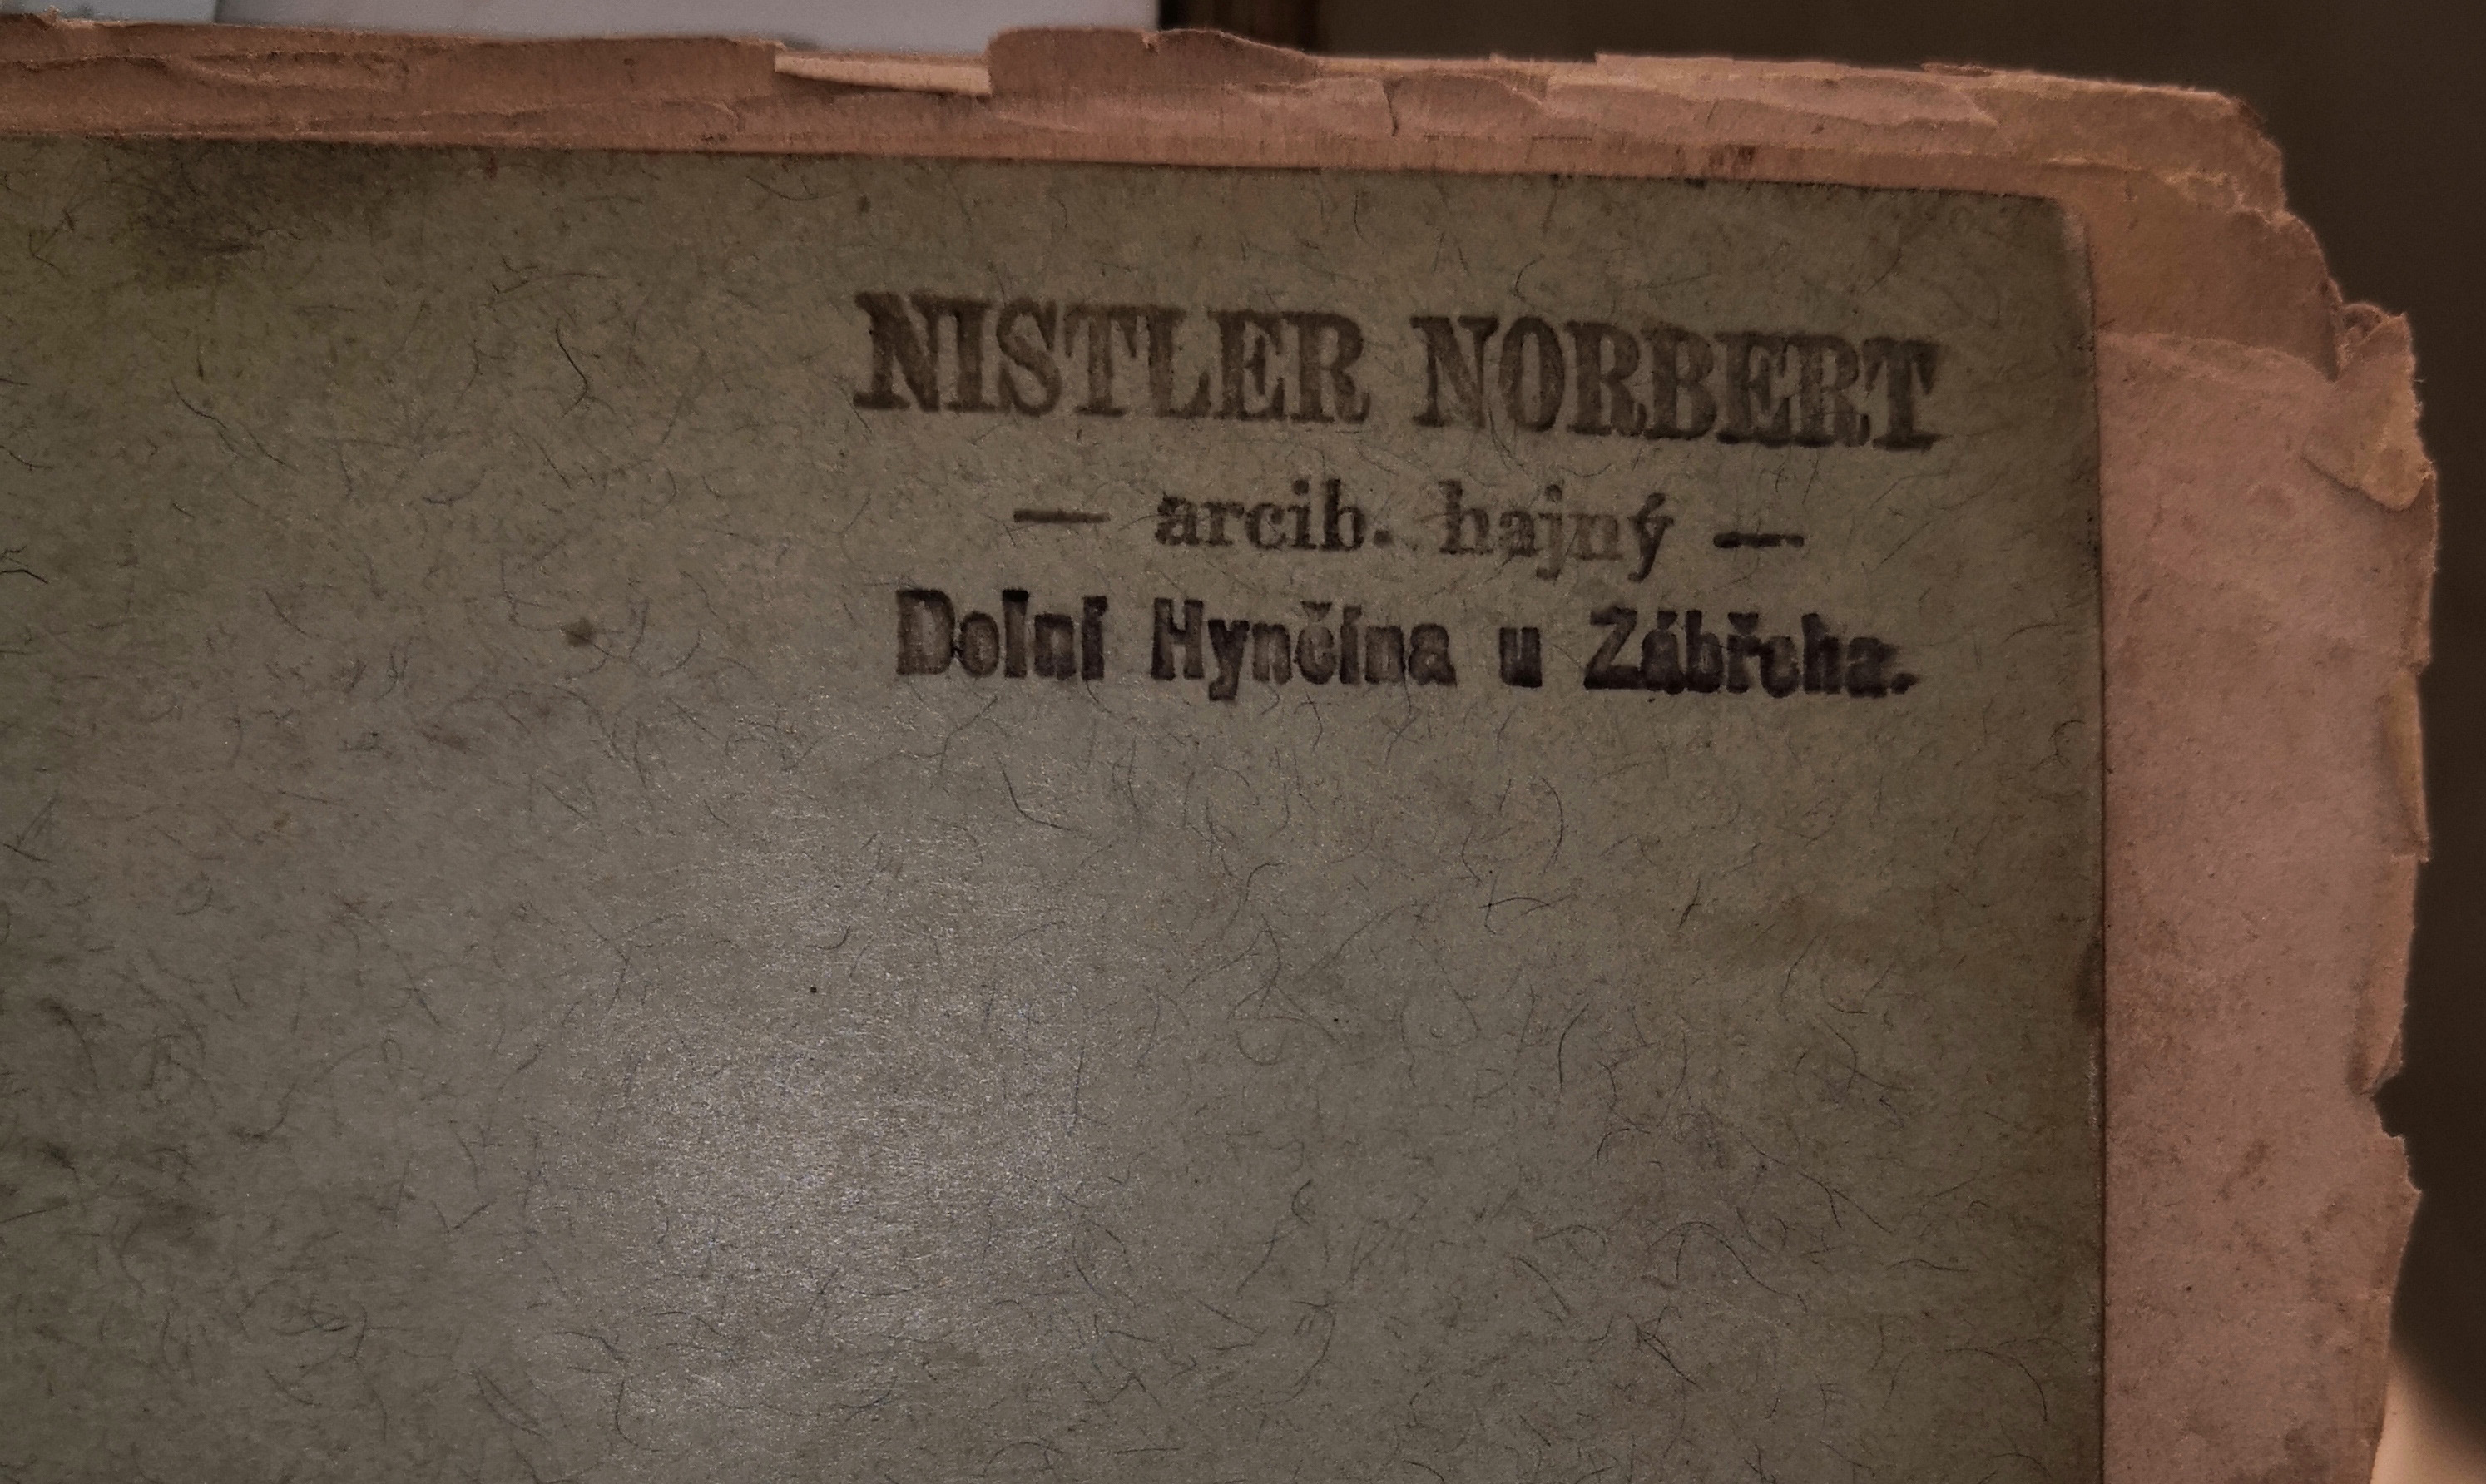 NISTLER NORBERT
— arcib. hajný —
Dolní Hynčina u Zábřeha.